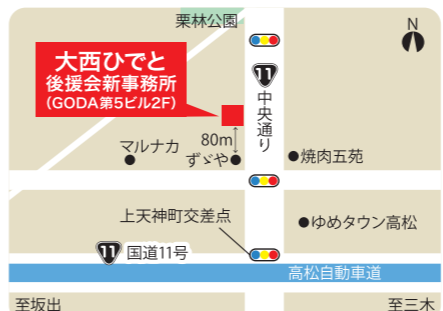 栗林公園
N
大西ひでと
後援会新事務所
(GODA第5ビル2F)
11
中央通り
80m
マルナカ
ずゞや
焼肉五苑
上天神町交差点
ゆめタウン高松
11
国道11号
高松自動車道
至坂出
至三木